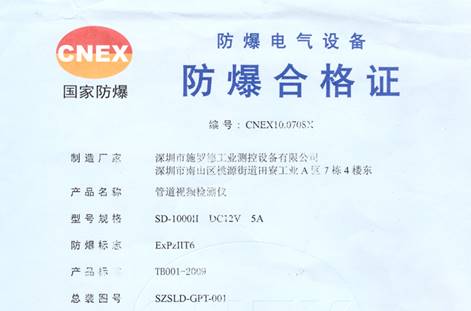 CNEX
国家防爆
防爆电气设备
防爆合格证
编号：CNEX10.0708X
制造厂家 深圳市施罗德工业测控设备有限公司
深圳市南山区桃源街道田寮工业A区7栋4楼东
产品名称 管道视频检测仪
型号规格 SD-1000II DC12V 5A
防爆标志 ExPzIIT6
产品标准 TB001-2009
总装图号 SZSLD-GPT-001